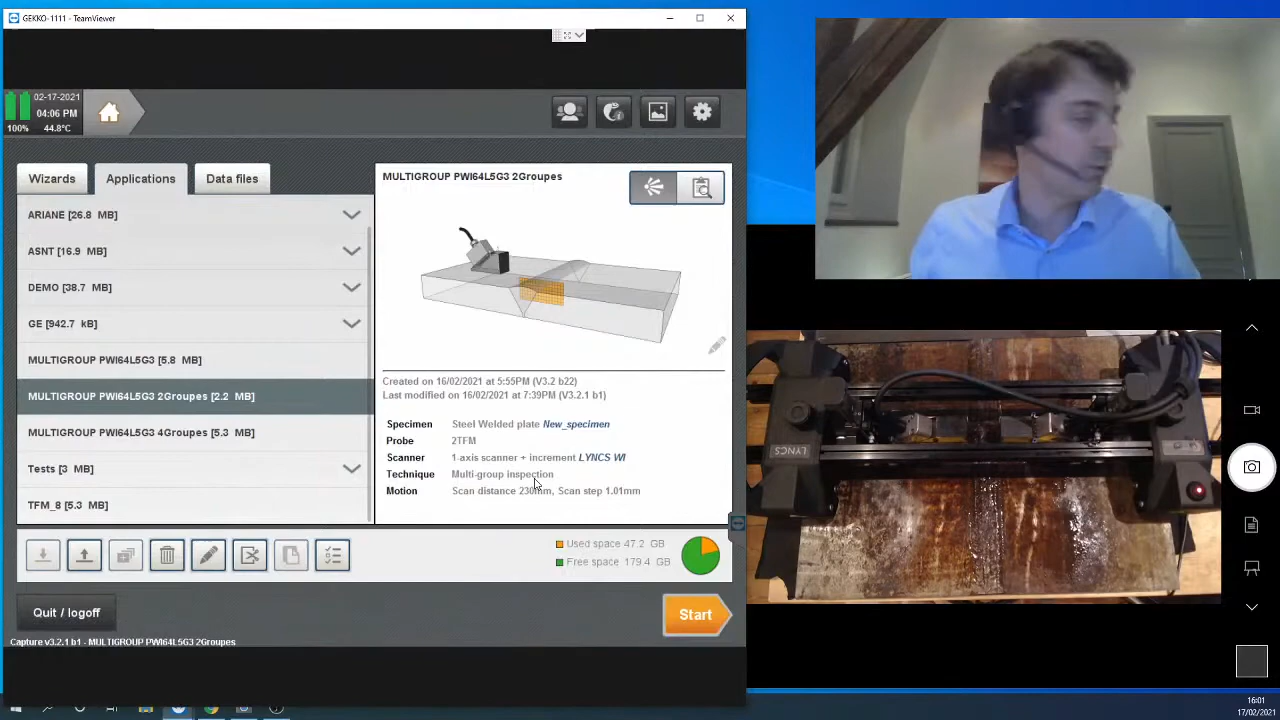 GEKKO-1111 - TeamViewer
02-17-2021
04:06 PM
100% 44.8°C
Wizards Applications Data files
ARIANE [26.8 MB]
ASNT [16.9 MB]
DEMO [38.7 MB]
GE [942.7 kB]
MULTIGROUP PWI64L5G3 [5.8 MB]
MULTIGROUP PWI64L5G3 2Groupes [2.2 MB]
MULTIGROUP PWI64L5G3 4Groupes [5.3 MB]
Tests [3 MB]
TFM_8 [5.3 MB]
MULTIGROUP PWI64L5G3 2Groupes
Created on 16/02/2021 at 5:55PM (V3.2 b22)
Last modified on 16/02/2021 at 7:39PM (V3.2.1 b1)
Specimen Steel Welded plate New_specimen
Probe 2TFM
Scanner 1-axis scanner + increment LYNCS WI
Technique Multi-group inspection
Motion Scan distance 230mm, Scan step 1.01mm
Used space 47.2 GB
Free space 179.4 GB
Quit / logoff
Start
Capture v3.2.1 b1 - MULTIGROUP PWI64L5G3 2Groupes
LYNCS
16:01
17/02/2021